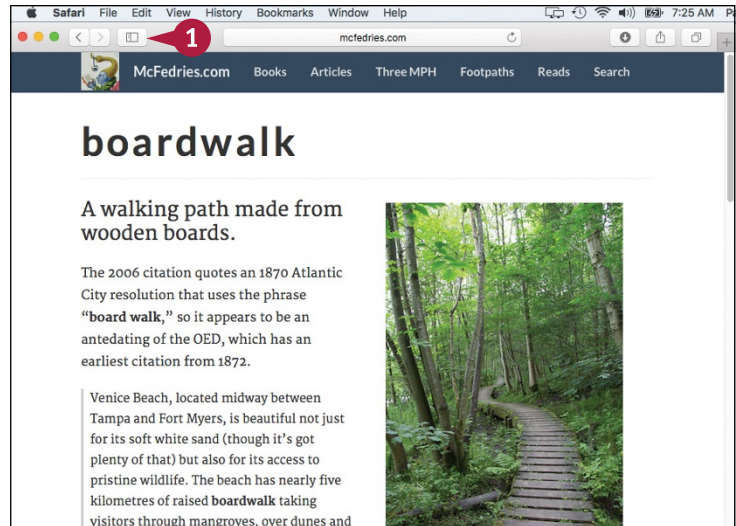 Safari File Edit View History Bookmarks Window Help 7:25 AM
1
mcfedries.com
McFedries.com Books Articles Three MPH Footpaths Reads Search
boardwalk
A walking path made from
wooden boards.
The 2006 citation quotes an 1870 Atlantic
City resolution that uses the phrase
“board walk,” so it appears to be an
antedating of the OED, which has an
earliest citation from 1872.
Venice Beach, located midway between
Tampa and Fort Myers, is beautiful not just
for its soft white sand (though it’s got
plenty of that) but also for its access to
pristine wildlife. The beach has nearly five
kilometres of raised boardwalk taking
visitors through mangroves, over dunes and